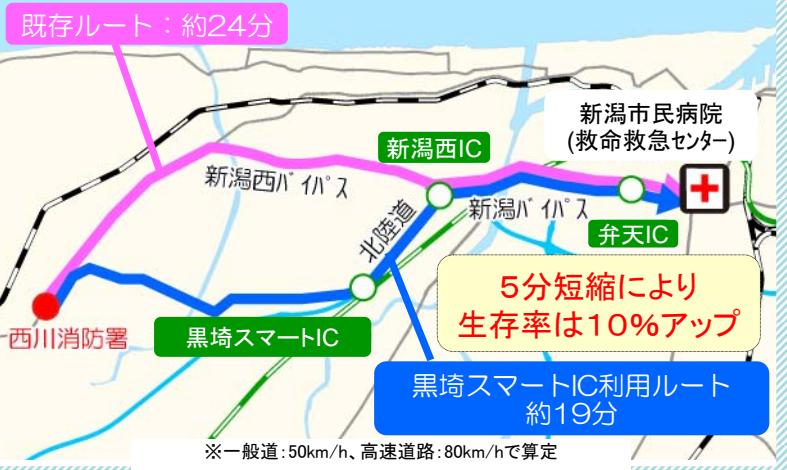 既存ルート：約24分
新潟市民病院
(救命救急センター)
新潟西IC
新潟西バイパス
北陸道
新潟バイパス
弁天IC
5分短縮により
生存率は10%アップ
西川消防署
黒埼スマートIC
黒埼スマートIC利用ルート
約19分
※一般道:50km/h、高速道路:80km/hで算定